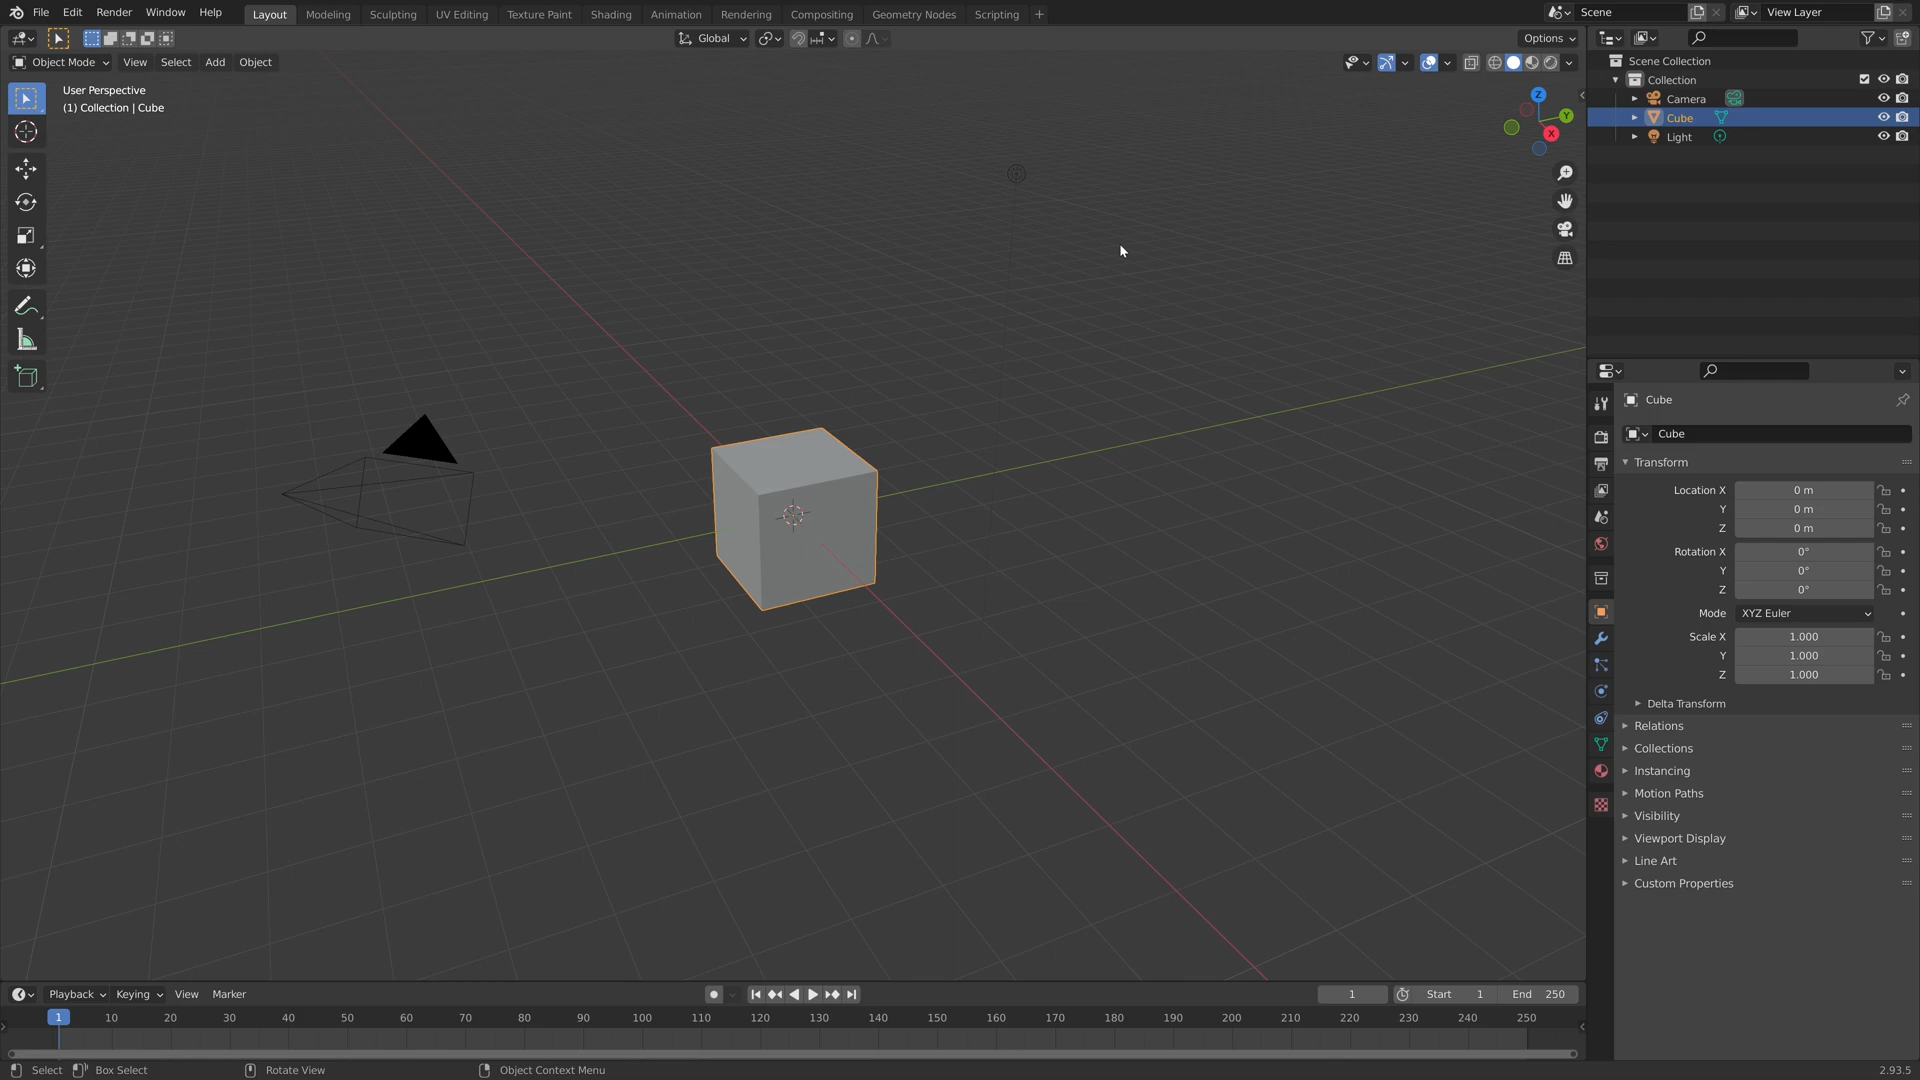 File Edit Render Window Help Layout Modeling Sculpting UV Editing Texture Paint Shading Animation Rendering Compositing Geometry Nodes Scripting + Scene View Layer
Global Options
Object Mode View Select Add Object
User Perspective
(1) Collection | Cube
Z
Y
X
Scene Collection
Collection
Camera
Cube
Light
Cube
Cube
Transform
Location X 0 m
Y 0 m
Z 0 m
Rotation X 0°
Y 0°
Z 0°
Mode XYZ Euler
Scale X 1.000
Y 1.000
Z 1.000
Delta Transform
Relations
Collections
Instancing
Motion Paths
Visibility
Viewport Display
Line Art
Custom Properties
Playback Keying View Marker 1 Start 1 End 250
1 10 20 30 40 50 60 70 80 90 100 110 120 130 140 150 160 170 180 190 200 210 220 230 240 250
Select Box Select Rotate View Object Context Menu 2.93.5